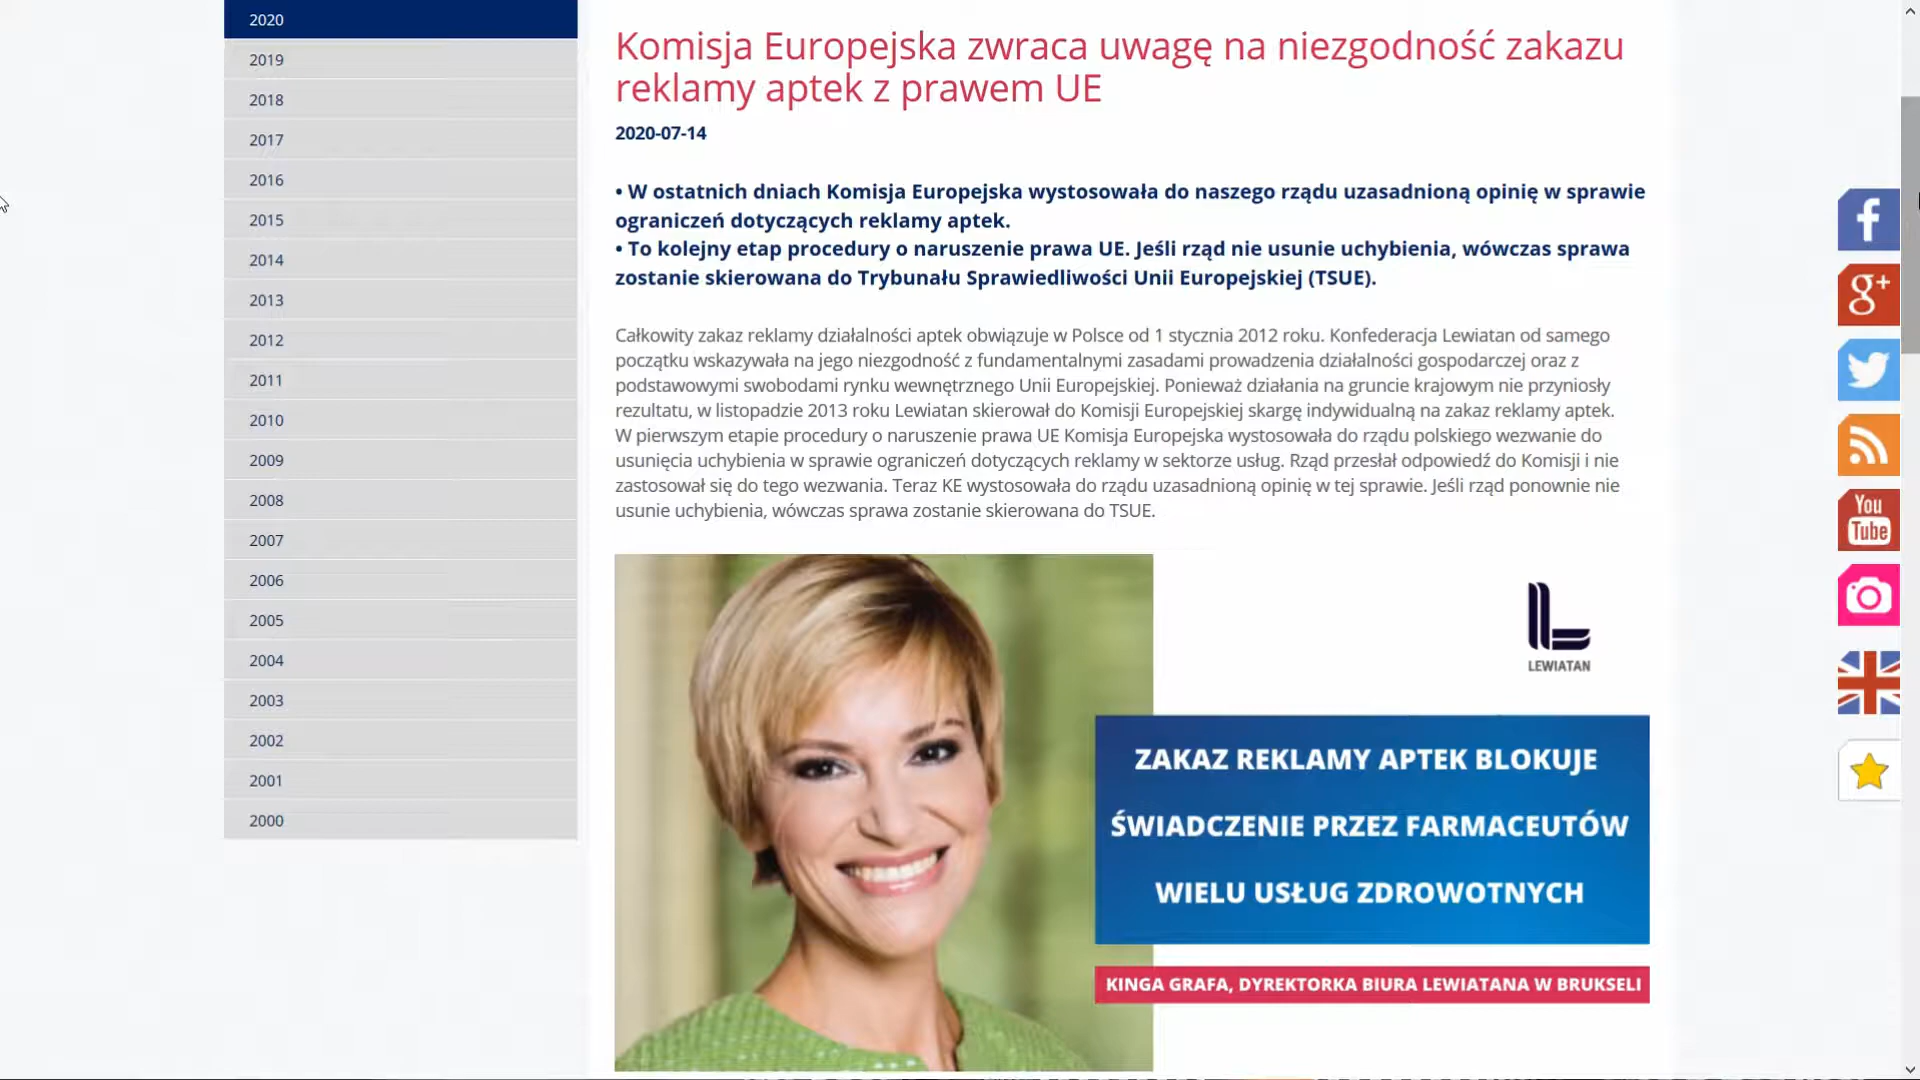 2020
2019
2018
2017
2016
2015
2014
2013
2012
2011
2010
2009
2008
2007
2006
2005
2004
2003
2002
2001
2000
Komisja Europejska zwraca uwagę na niezgodność zakazu
reklamy aptek z prawem UE
2020-07-14
• W ostatnich dniach Komisja Europejska wystosowała do naszego rządu uzasadnioną opinię w sprawie
ograniczeń dotyczących reklamy aptek.
• To kolejny etap procedury o naruszenie prawa UE. Jeśli rząd nie usunie uchybienia, wówczas sprawa
zostanie skierowana do Trybunału Sprawiedliwości Unii Europejskiej (TSUE).
Całkowity zakaz reklamy działalności aptek obwiązuje w Polsce od 1 stycznia 2012 roku. Konfederacja Lewiatan od samego
początku wskazywała na jego niezgodność z fundamentalnymi zasadami prowadzenia działalności gospodarczej oraz z
podstawowymi swobodami rynku wewnętrznego Unii Europejskiej. Ponieważ działania na gruncie krajowym nie przyniosły
rezultatu, w listopadzie 2013 roku Lewiatan skierował do Komisji Europejskiej skargę indywidualną na zakaz reklamy aptek.
W pierwszym etapie procedury o naruszenie prawa UE Komisja Europejska wystosowała do rządu polskiego wezwanie do
usunięcia uchybienia w sprawie ograniczeń dotyczących reklamy w sektorze usług. Rząd przesłał odpowiedź do Komisji i nie
zastosował się do tego wezwania. Teraz KE wystosowała do rządu uzasadnioną opinię w tej sprawie. Jeśli rząd ponownie nie
usunie uchybienia, wówczas sprawa zostanie skierowana do TSUE.
LEWIATAN
ZAKAZ REKLAMY APTEK BLOKUJE
ŚWIADCZENIE PRZEZ FARMACEUTÓW
WIELU USŁUG ZDROWOTNYCH
KINGA GRAFA, DYREKTORKA BIURA LEWIATANA W BRUKSELI
f
g+
You
Tube